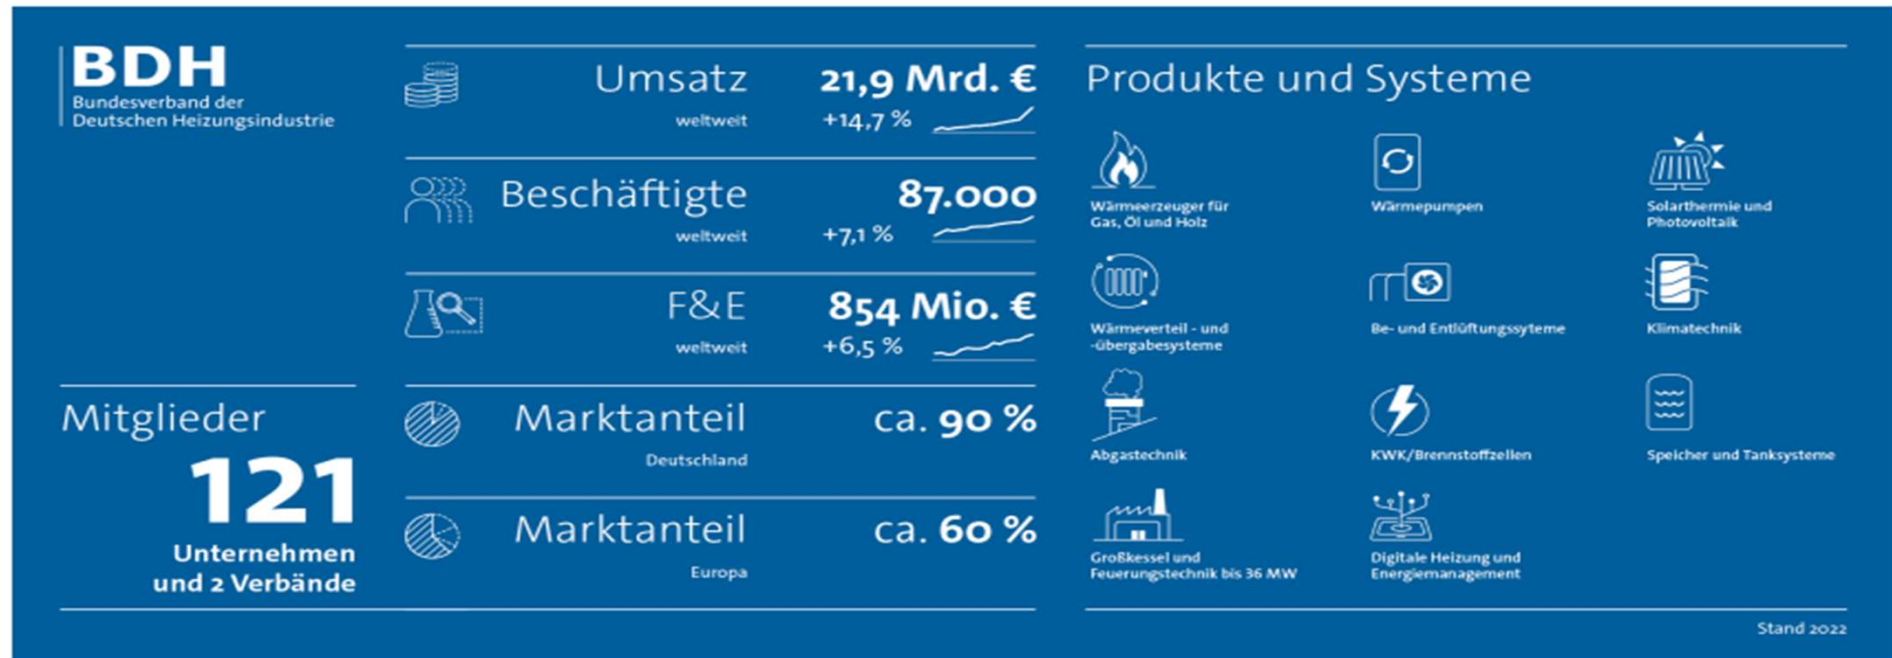 BDH
Bundesverband der
Deutschen Heizungsindustrie
Mitglieder
121
Unternehmen
und 2 Verbände
Umsatz 21,9 Mrd. €
weltweit +14,7 %
Beschäftigte 87.000
weltweit +7,1 %
F&E 854 Mio. €
weltweit +6,5 %
Marktanteil ca. 90 %
Deutschland
Marktanteil ca. 60 %
Europa
Produkte und Systeme
Wärmeerzeuger für
Gas, Öl und Holz
Wärmepumpen
Solarthermie und
Photovoltaik
Wärmeverteil - und
-übergabesysteme
Be- und Entlüftungssyteme
Klimatechnik
Abgastechnik
KWK/Brennstoffzellen
Speicher und Tanksysteme
Großkessel und
Feuerungstechnik bis 36 MW
Digitale Heizung und
Energiemanagement
Stand 2022